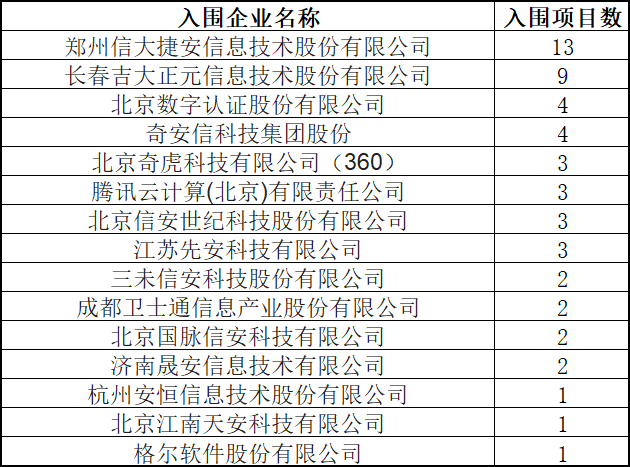 入围企业名称 入围项目数
郑州信大捷安信息技术股份有限公司 13
长春吉大正元信息技术股份有限公司 9
北京数字认证股份有限公司 4
奇安信科技集团股份 4
北京奇虎科技有限公司（360） 3
腾讯云计算(北京)有限责任公司 3
北京信安世纪科技股份有限公司 3
江苏先安科技有限公司 3
三未信安科技股份有限公司 2
成都卫士通信息产业股份有限公司 2
北京国脉信安科技有限公司 2
济南晟安信息技术有限公司 2
杭州安恒信息技术股份有限公司 1
北京江南天安科技有限公司 1
格尔软件股份有限公司 1